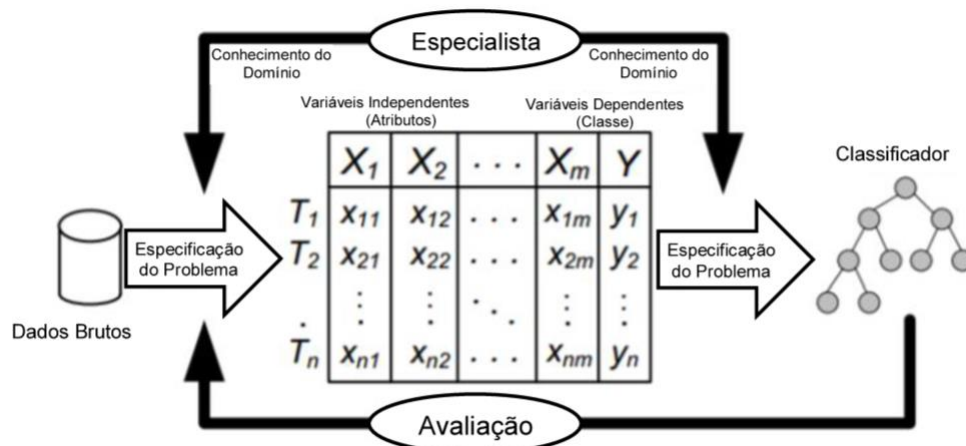 Especialista
Conhecimento do
Domínio
Conhecimento do
Domínio
Variáveis Independentes
(Atributos)
Variáveis Dependentes
(Classe)
X1 X2 . . . Xm Y
T1 x11 x12 . . . x1m y1
T2 x21 x22 . . . x2m y2
. ⋮ ⋮ ⋱ ⋮ ⋮
Tn xn1 xn2 . . . xnm yn
Dados Brutos
Especificação
do Problema
Especificação
do Problema
Classificador
Avaliação